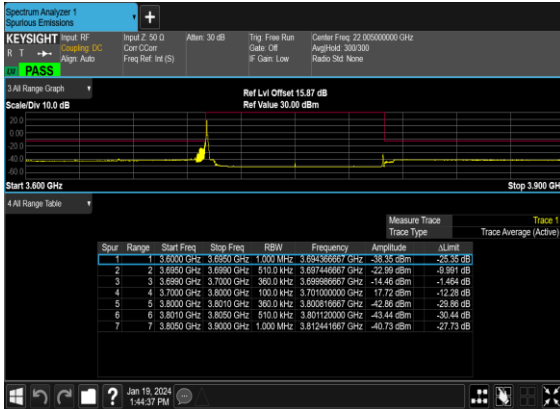 Spectrum Analyzer 1
Spurious Emissions
KEYSIGHT Input: RF Input Z: 50 Ω Atten: 30 dB Trig: Free Run Center Freq: 22.005000000 GHz
R T Coupling: DC Corr CCorr Gate: Off Avg|Hold: 300/300
Align: Auto Freq Ref: Int (S) IF Gain: Low Radio Std: None
PASS
3 All Range Graph Ref Lvl Offset 15.87 dB
Scale/Div 10.0 dB Ref Value 30.00 dBm
20.0
0.00
-20.0
-40.0
-60.0
Start 3.600 GHz Stop 3.900 GH
4 All Range Table
Measure Trace Trace 1
Trace Type Trace Average (Active)
Spur Range Start Freq Stop Freq RBW Frequency Amplitude ΔLimit
1 1 3.6000 GHz 3.6950 GHz 1.000 MHz 3.694366667 GHz -38.35 dBm -25.35 dB
2 2 3.6950 GHz 3.6990 GHz 510.0 kHz 3.697446667 GHz -22.99 dBm -9.991 dB
3 3 3.6990 GHz 3.7000 GHz 360.0 kHz 3.699986667 GHz -14.46 dBm -1.464 dB
4 4 3.7000 GHz 3.8000 GHz 100.0 kHz 3.701000000 GHz 17.72 dBm -12.28 dB
5 5 3.8000 GHz 3.8010 GHz 360.0 kHz 3.800816667 GHz -42.86 dBm -29.86 dB
6 6 3.8010 GHz 3.8050 GHz 510.0 kHz 3.801120000 GHz -43.44 dBm -30.44 dB
7 7 3.8050 GHz 3.9000 GHz 1.000 MHz 3.812441667 GHz -40.73 dBm -27.73 dB
Jan 19, 2024
1:44:37 PM